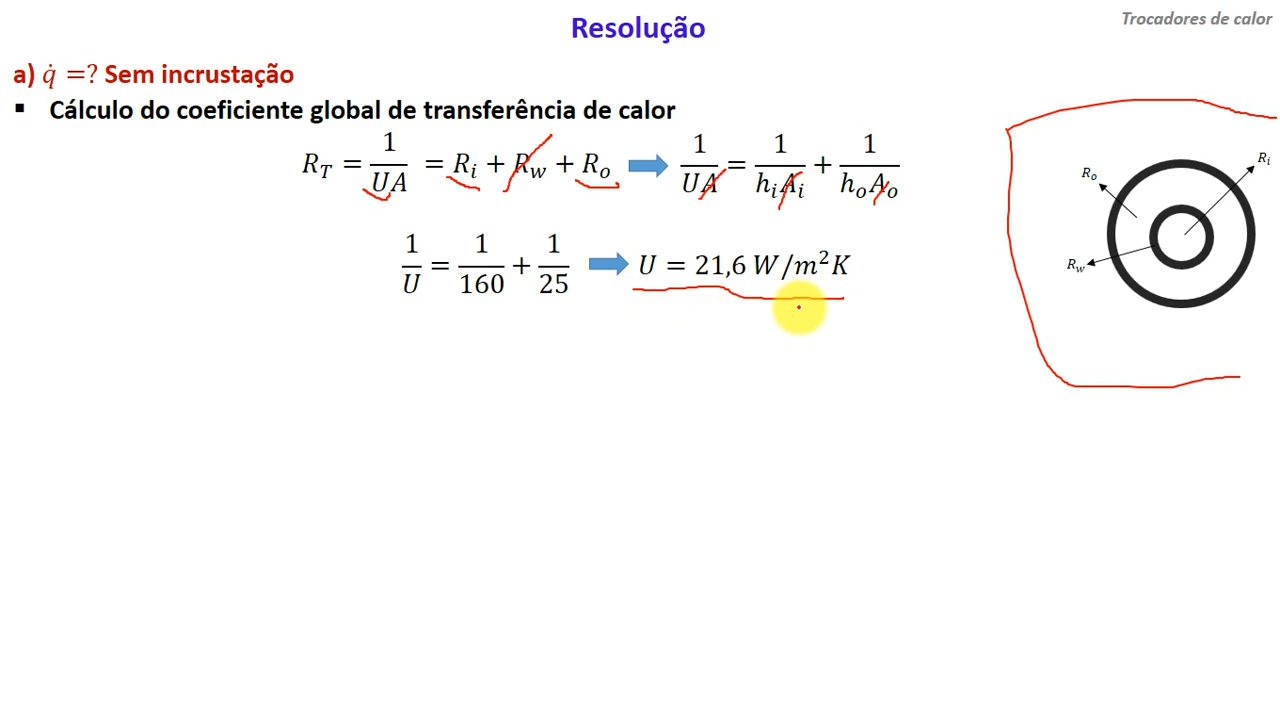 Trocadores de calor
Resolução
a) q̇ =? Sem incrustação
▪ Cálculo do coeficiente global de transferência de calor
R_T = 1/UA = R_i + R_w + R_o ➡ 1/UA = 1/h_iA_i + 1/h_oA_o
1/U = 1/160 + 1/25 ➡ U = 21,6 W/m²K
R_i
R_o
R_w